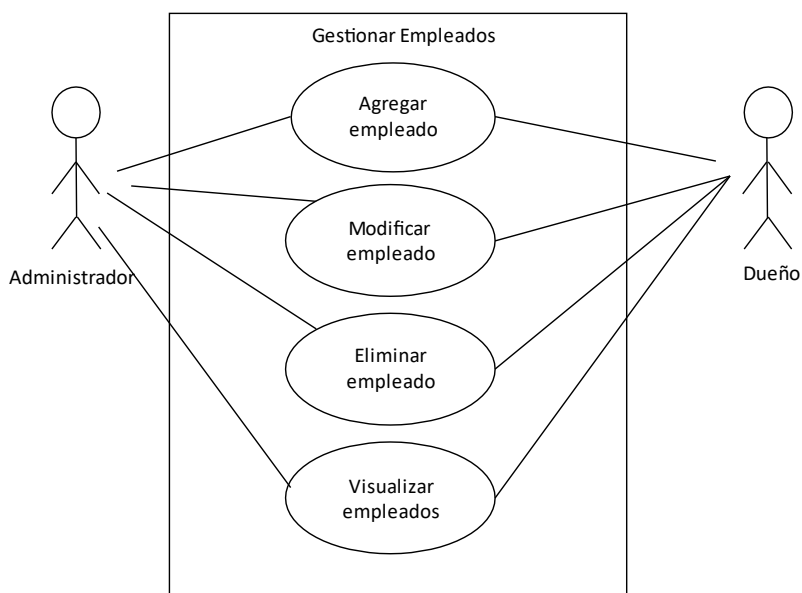 Gestionar Empleados
Agregar
empleado
Modificar
empleado
Administrador
Dueño
Eliminar
empleado
Visualizar
empleados